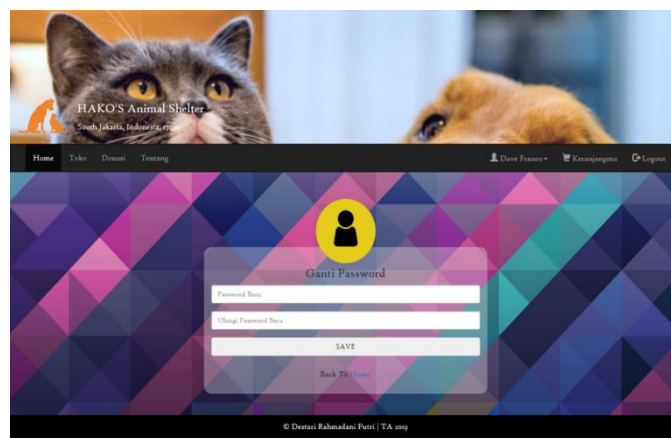 HAKO'S Animal Shelter
South Jakarta, Indonesia,
Home Toko Donasi Tentang Dave Franco Keranjangmu Logout
Ganti Password
Password Baru
Ulangi Password Baru
SAVE
Back To Home
© Destari Rahmadani Putri | TA 2019